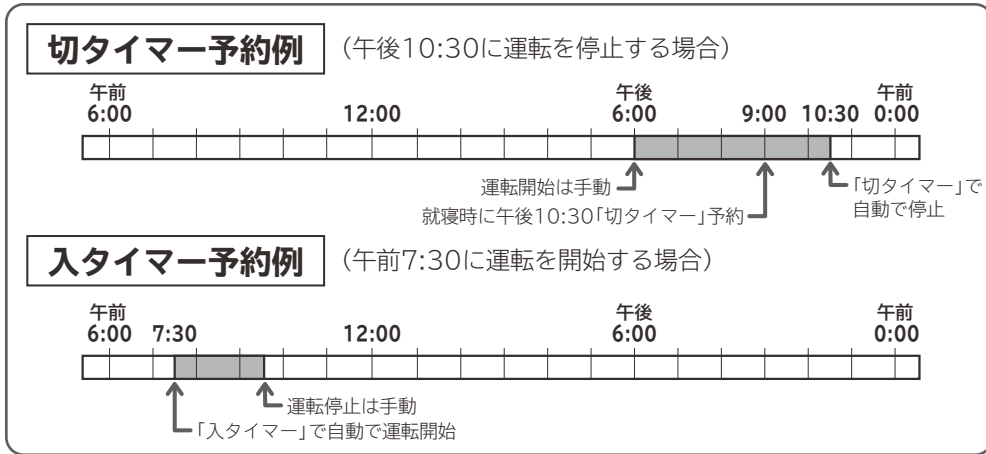 切タイマー予約例 （午後10:30に運転を停止する場合）
午前 午後 午前
6:00 12:00 6:00 9:00 10:30 0:00
運転開始は手動 「切タイマー」で
就寝時に午後10:30「切タイマー」予約 自動で停止
入タイマー予約例 （午前7:30に運転を開始する場合）
午前 午後 午前
6:00 7:30 12:00 6:00 0:00
運転停止は手動
「入タイマー」で自動で運転開始